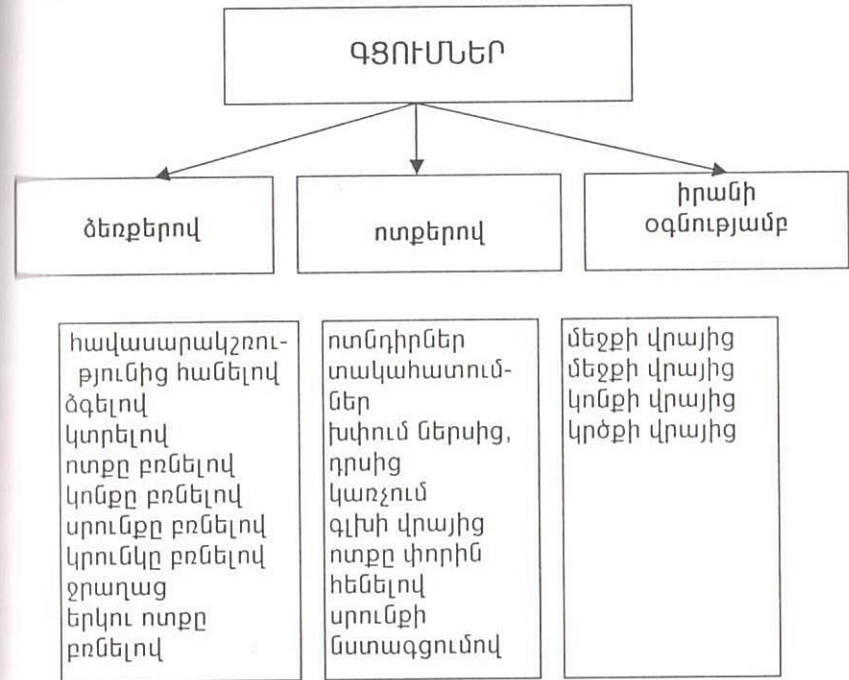 ԳՑՈՒՄՆԵՐ
ձեռքերով
ոտքերով
իրանի
օգնությամբ
հավասարակշռու-
թյունից հանելով
ձգելով
կտրելով
ոտքը բռնելով
կոնքը բռնելով
սրունքը բռնելով
կրունկը բռնելով
ջրաղաց
երկու ոտքը
բռնելով
ոտնդիրներ
տակահատում-
ներ
խփում ներսից,
դրսից
կառչում
գլխի վրայից
ոտքը փորին
հենելով
սրունքի
նստագցումով
մեջքի վրայից
մեջքի վրայից
կոնքի վրայից
կրծքի վրայից